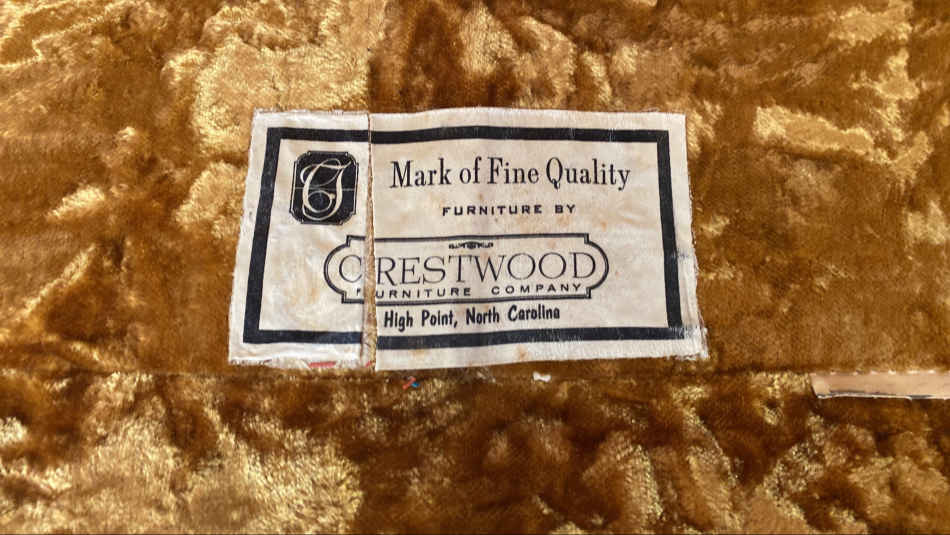 Mark of Fine Quality
FURNITURE BY
CRESTWOOD
FURNITURE COMPANY
High Point, North Carolina